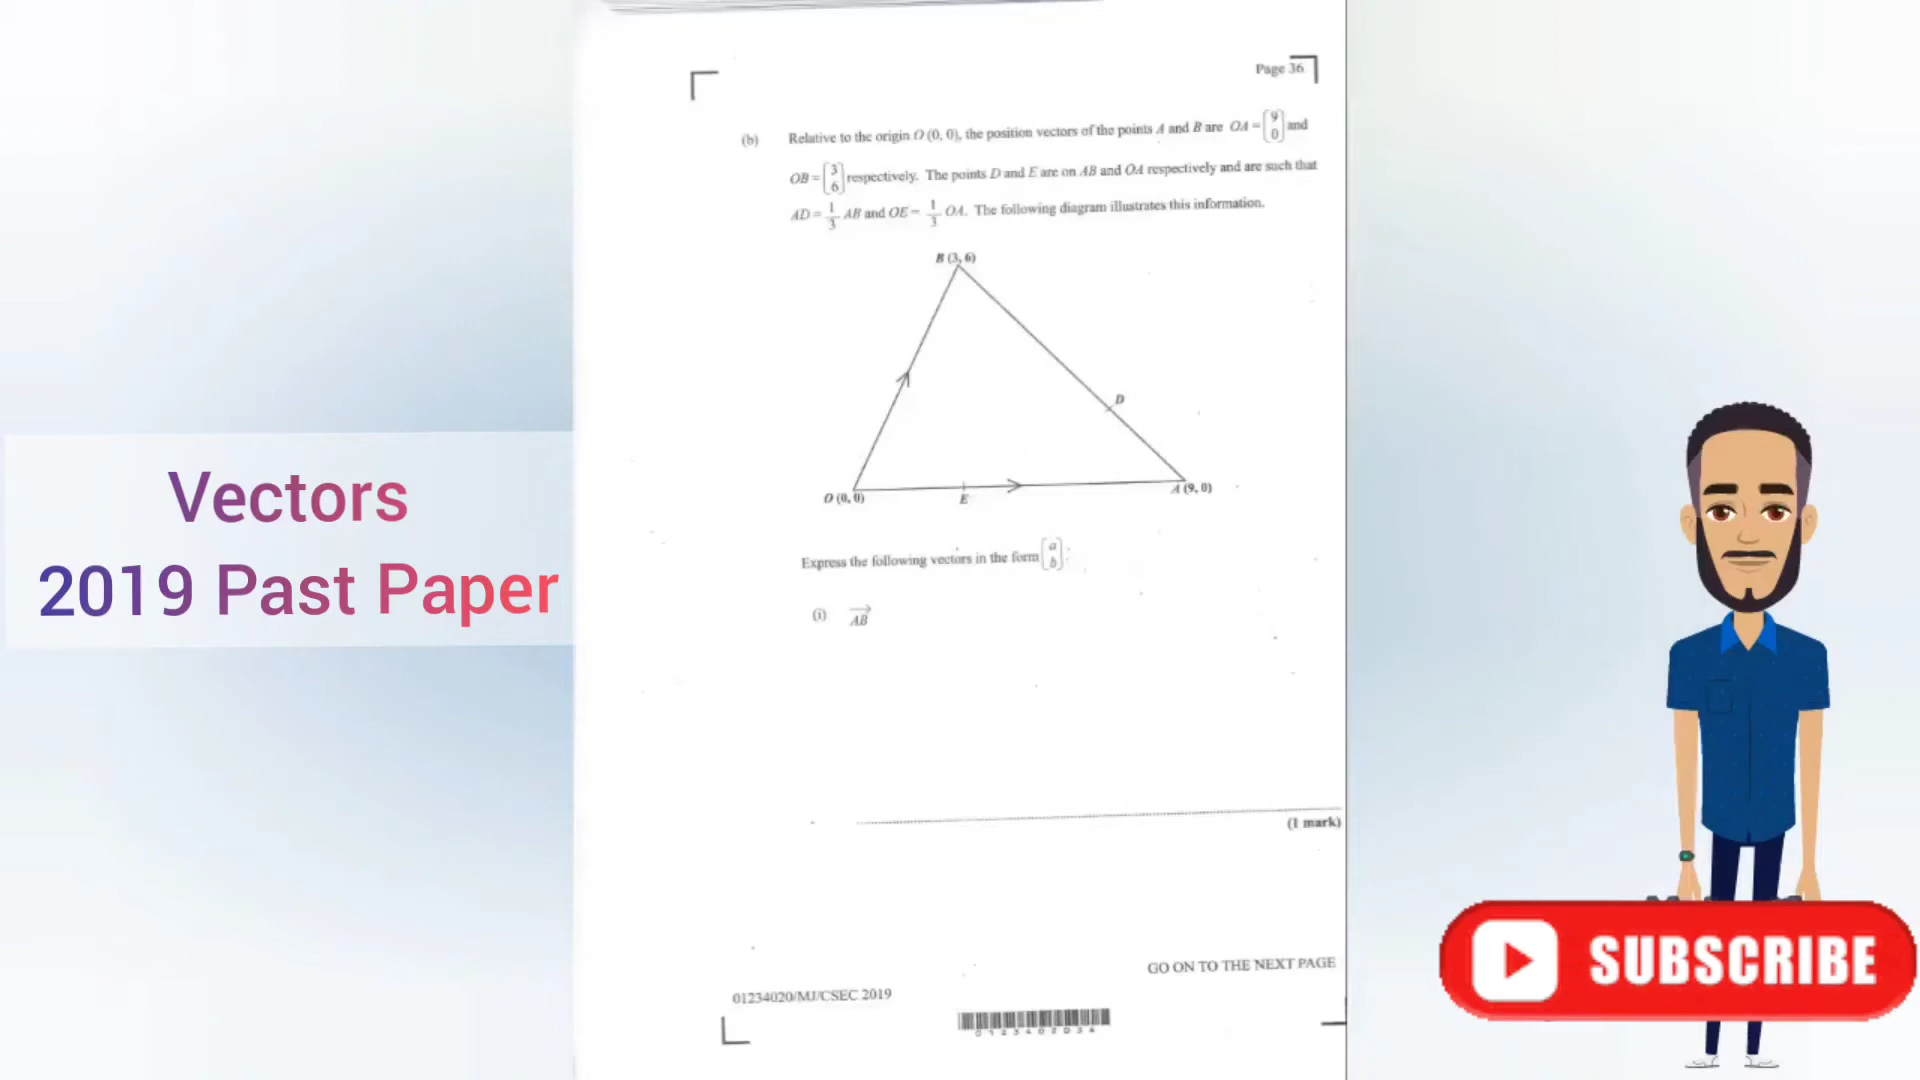 Vectors
2019 Past Paper
Page 36
(b) Relative to the origin O (0, 0), the position vectors of the points A and B are OA = [9 0] and
OB = [3 6] respectively. The points D and E are on AB and OA respectively and are such that
AD = 1/3 AB and OE = 1/3 OA. The following diagram illustrates this information.
B (3, 6)
D
O (0, 0)
E
A (9, 0)
Express the following vectors in the form [a b].
(i) AB
(1 mark)
GO ON TO THE NEXT PAGE
01234020/MJ/CSEC 2019
SUBSCRIBE